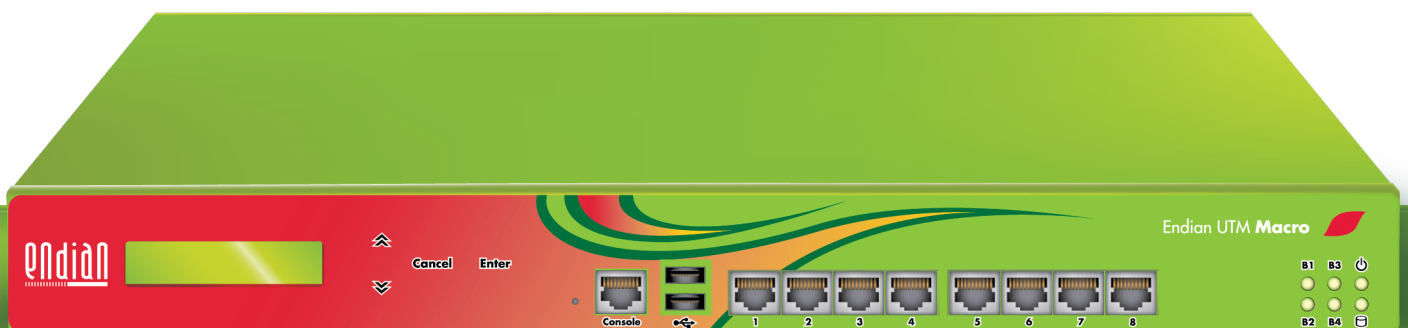 endian
Cancel Enter
Endian UTM Macro
Console
1 2 3 4 5 6 7 8
B1 B3
B2 B4